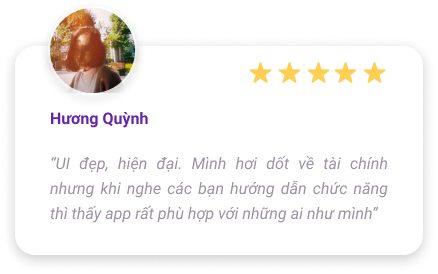 Hương Quỳnh
“UI đẹp, hiện đại. Mình hơi dốt về tài chính
nhưng khi nghe các bạn hướng dẫn chức năng
thì thấy app rất phù hợp với những ai như mình“